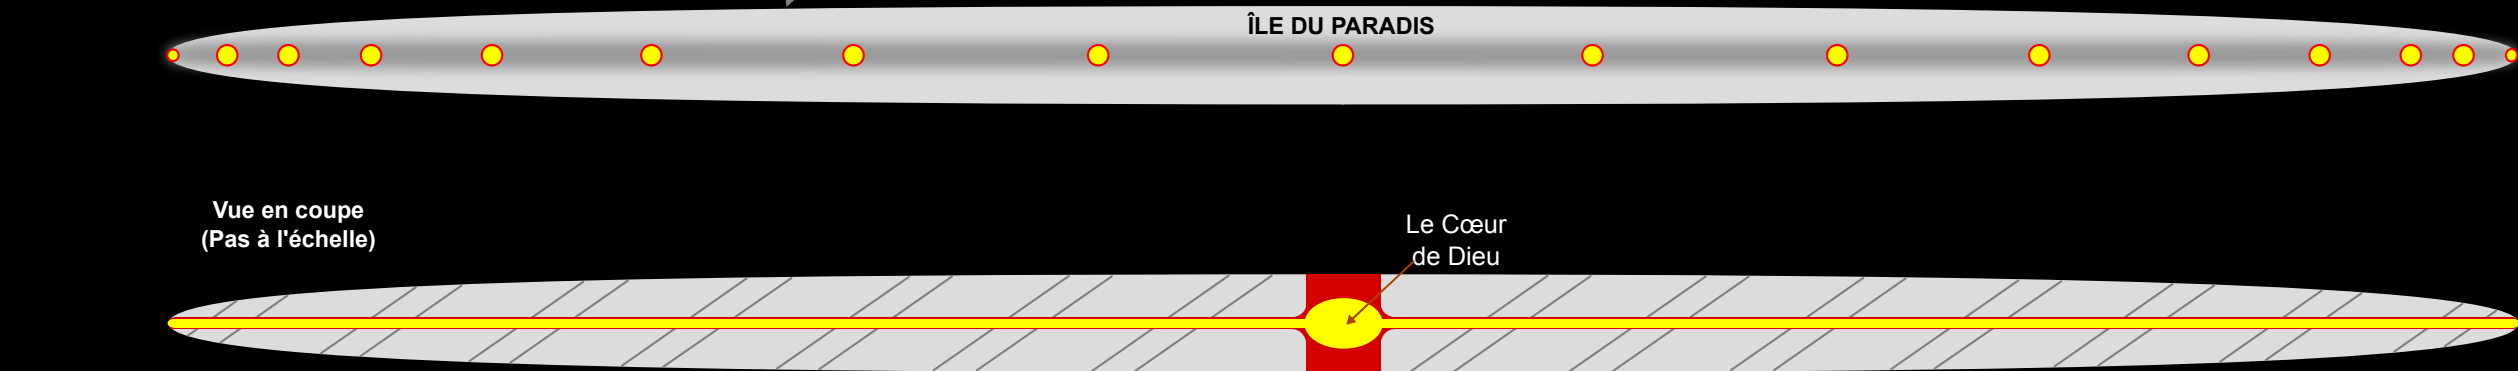 ÎLE DU PARADIS
Vue en coupe
(Pas à l'échelle)
Le Cœur
de Dieu